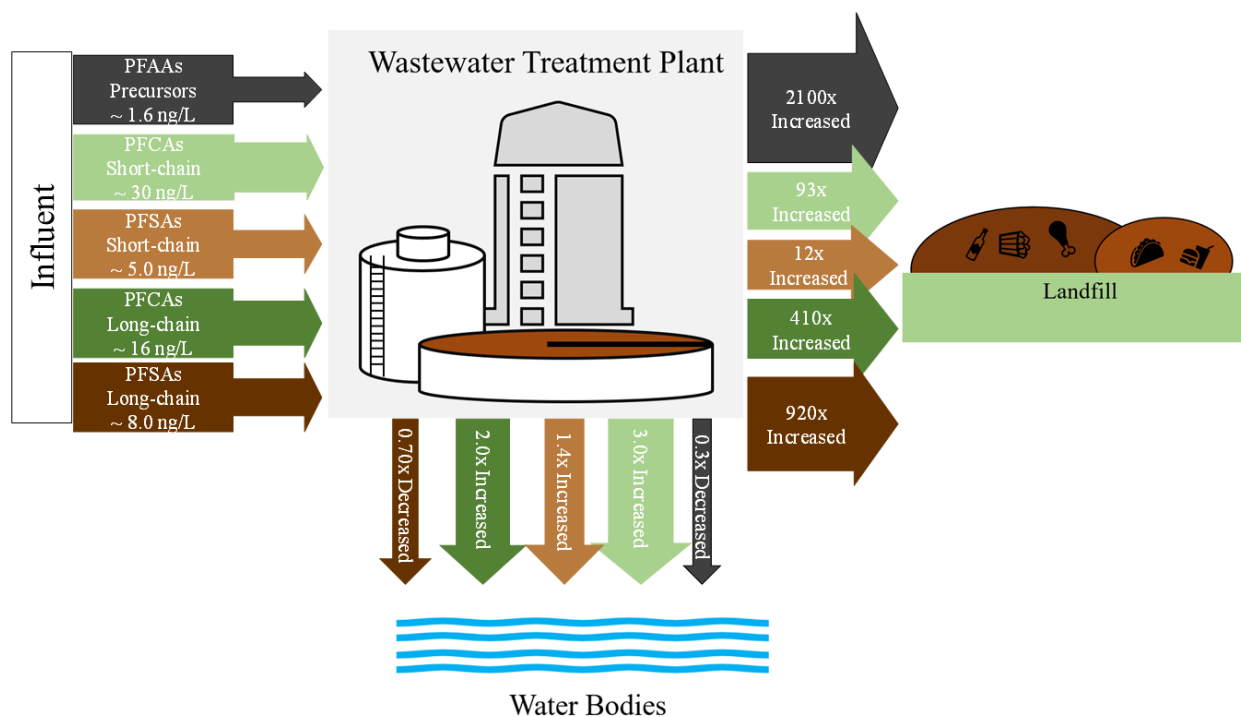 Wastewater Treatment Plant
Influent
PFAAs
Precursors
~ 1.6 ng/L
PFCAs
Short-chain
~ 30 ng/L
PFSAs
Short-chain
~ 5.0 ng/L
PFCAs
Long-chain
~ 16 ng/L
PFSAs
Long-chain
~ 8.0 ng/L
2100x
Increased
93x
Increased
12x
Increased
410x
Increased
920x
Increased
Landfill
0.70x Decreased
2.0x Increased
1.4x Increased
3.0x Increased
0.3x Decreased
Water Bodies